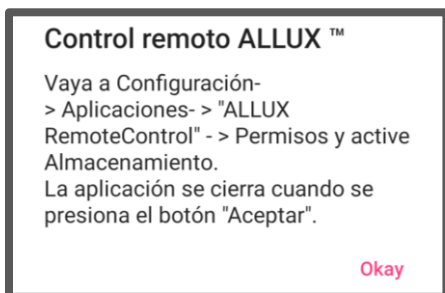 Control remoto ALLUX ™
Vaya a Configuración-
> Aplicaciones- > "ALLUX
RemoteControl" - > Permisos y active
Almacenamiento.
La aplicación se cierra cuando se
presiona el botón "Aceptar".
Okay